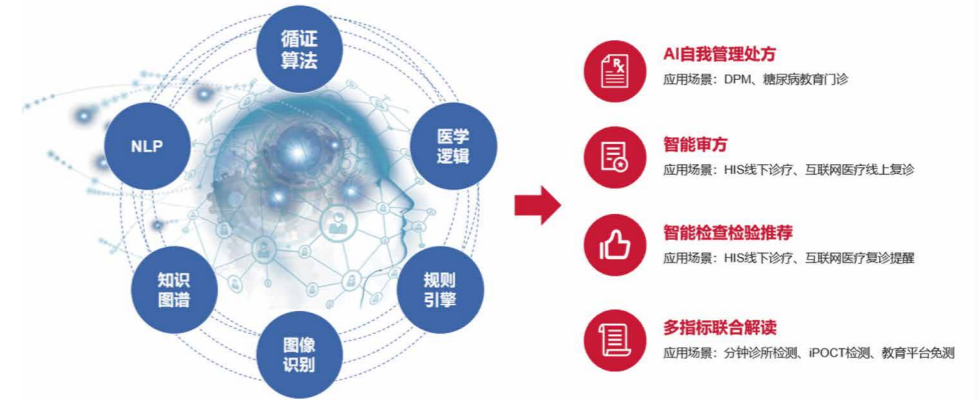 循证
算法
NLP
医学
逻辑
知识
图谱
规则
引擎
图像
识别
AI自我管理处方
应用场景：DPM、糖尿病教育门诊
智能审方
应用场景：HIS线下诊疗、互联网医疗线上复诊
智能检查检验推荐
应用场景：HIS线下诊疗、互联网医疗复诊提醒
多指标联合解读
应用场景：分钟诊所检测、iPOCT检测、教育平台免测